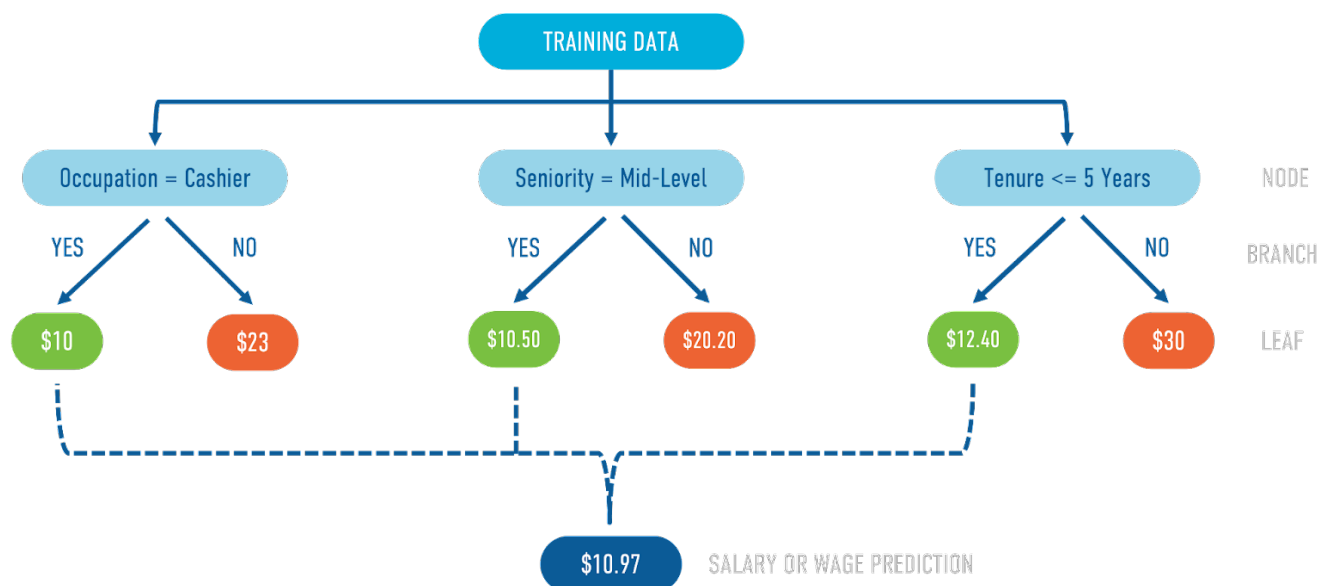 TRAINING DATA
Occupation = Cashier
Seniority = Mid-Level
Tenure <= 5 Years
NODE
YES
NO
YES
NO
YES
NO
BRANCH
$10
$23
$10.50
$20.20
$12.40
$30
LEAF
$10.97
SALARY OR WAGE PREDICTION